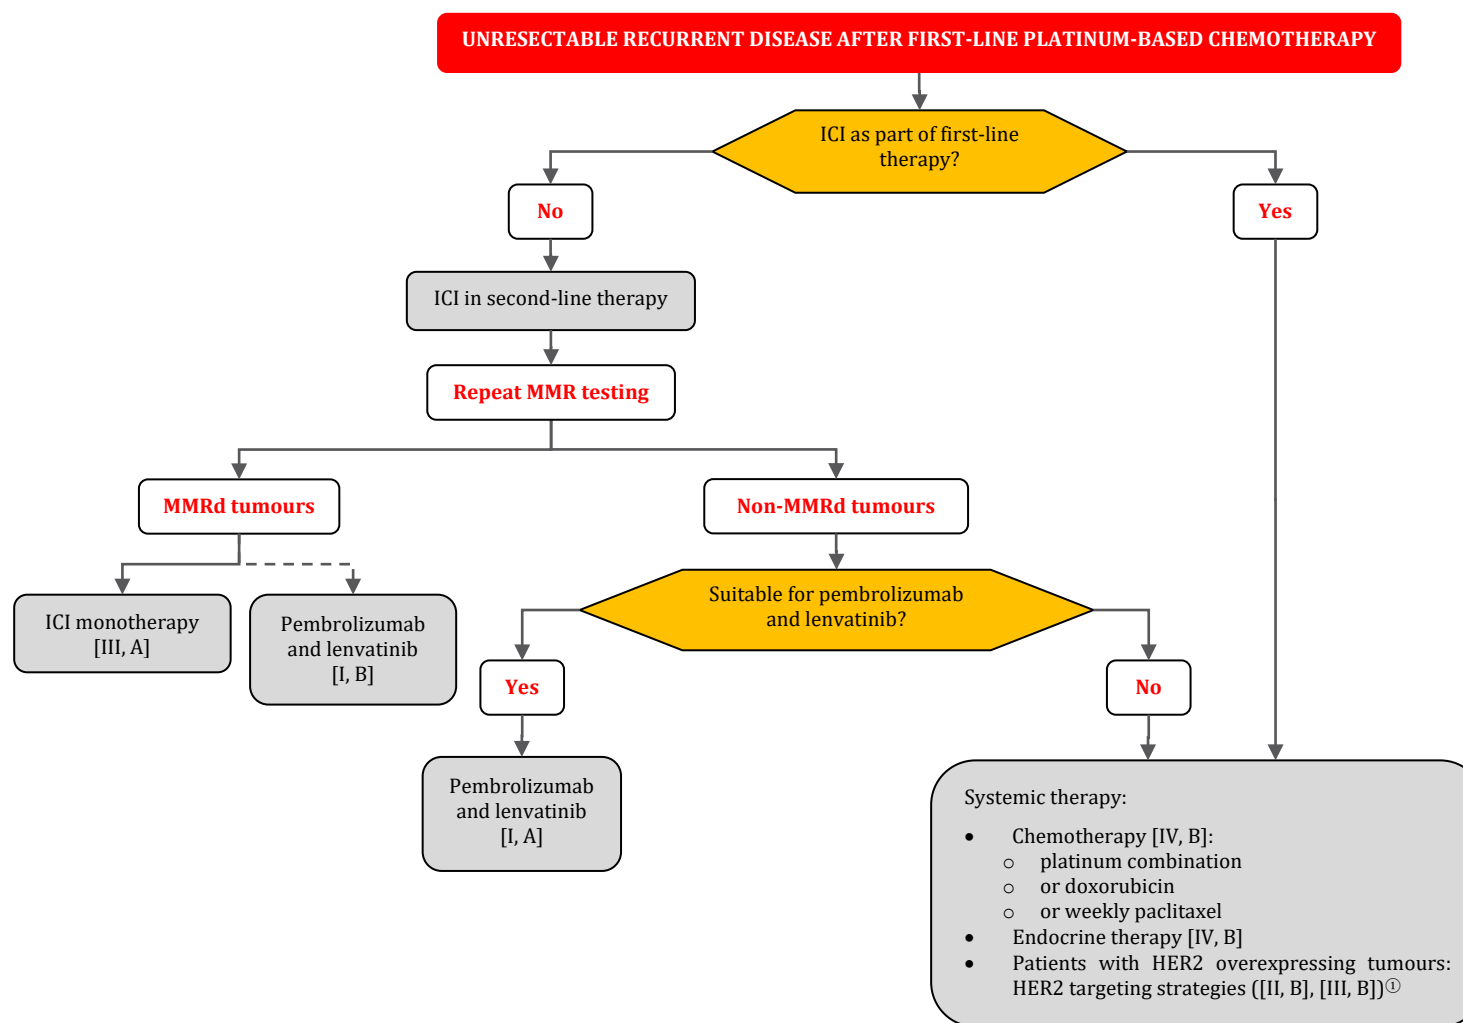 UNRESECTABLE RECURRENT DISEASE AFTER FIRST-LINE PLATINUM-BASED CHEMOTHERAPY
ICI as part of first-line
therapy?
No
Yes
ICI in second-line therapy
Repeat MMR testing
MMRd tumours
Non-MMRd tumours
ICI monotherapy
[III, A]
Pembrolizumab
and lenvatinib
[I, B]
Suitable for pembrolizumab
and lenvatinib?
Yes
No
Pembrolizumab
and lenvatinib
[I, A]
Systemic therapy:
• Chemotherapy [IV, B]:
o platinum combination
o or doxorubicin
o or weekly paclitaxel
• Endocrine therapy [IV, B]
• Patients with HER2 overexpressing tumours:
HER2 targeting strategies ([II, B], [III, B])①